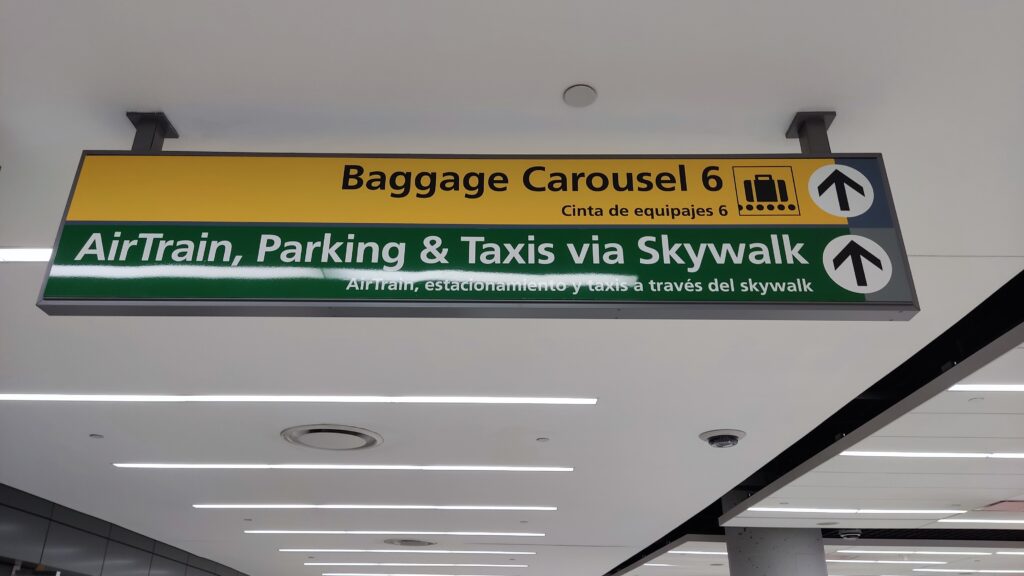 Baggage Carousel 6
Cinta de equipajes 6
AirTrain, Parking & Taxis via Skywalk
AirTrain, estacionamiento y taxis a través del skywalk